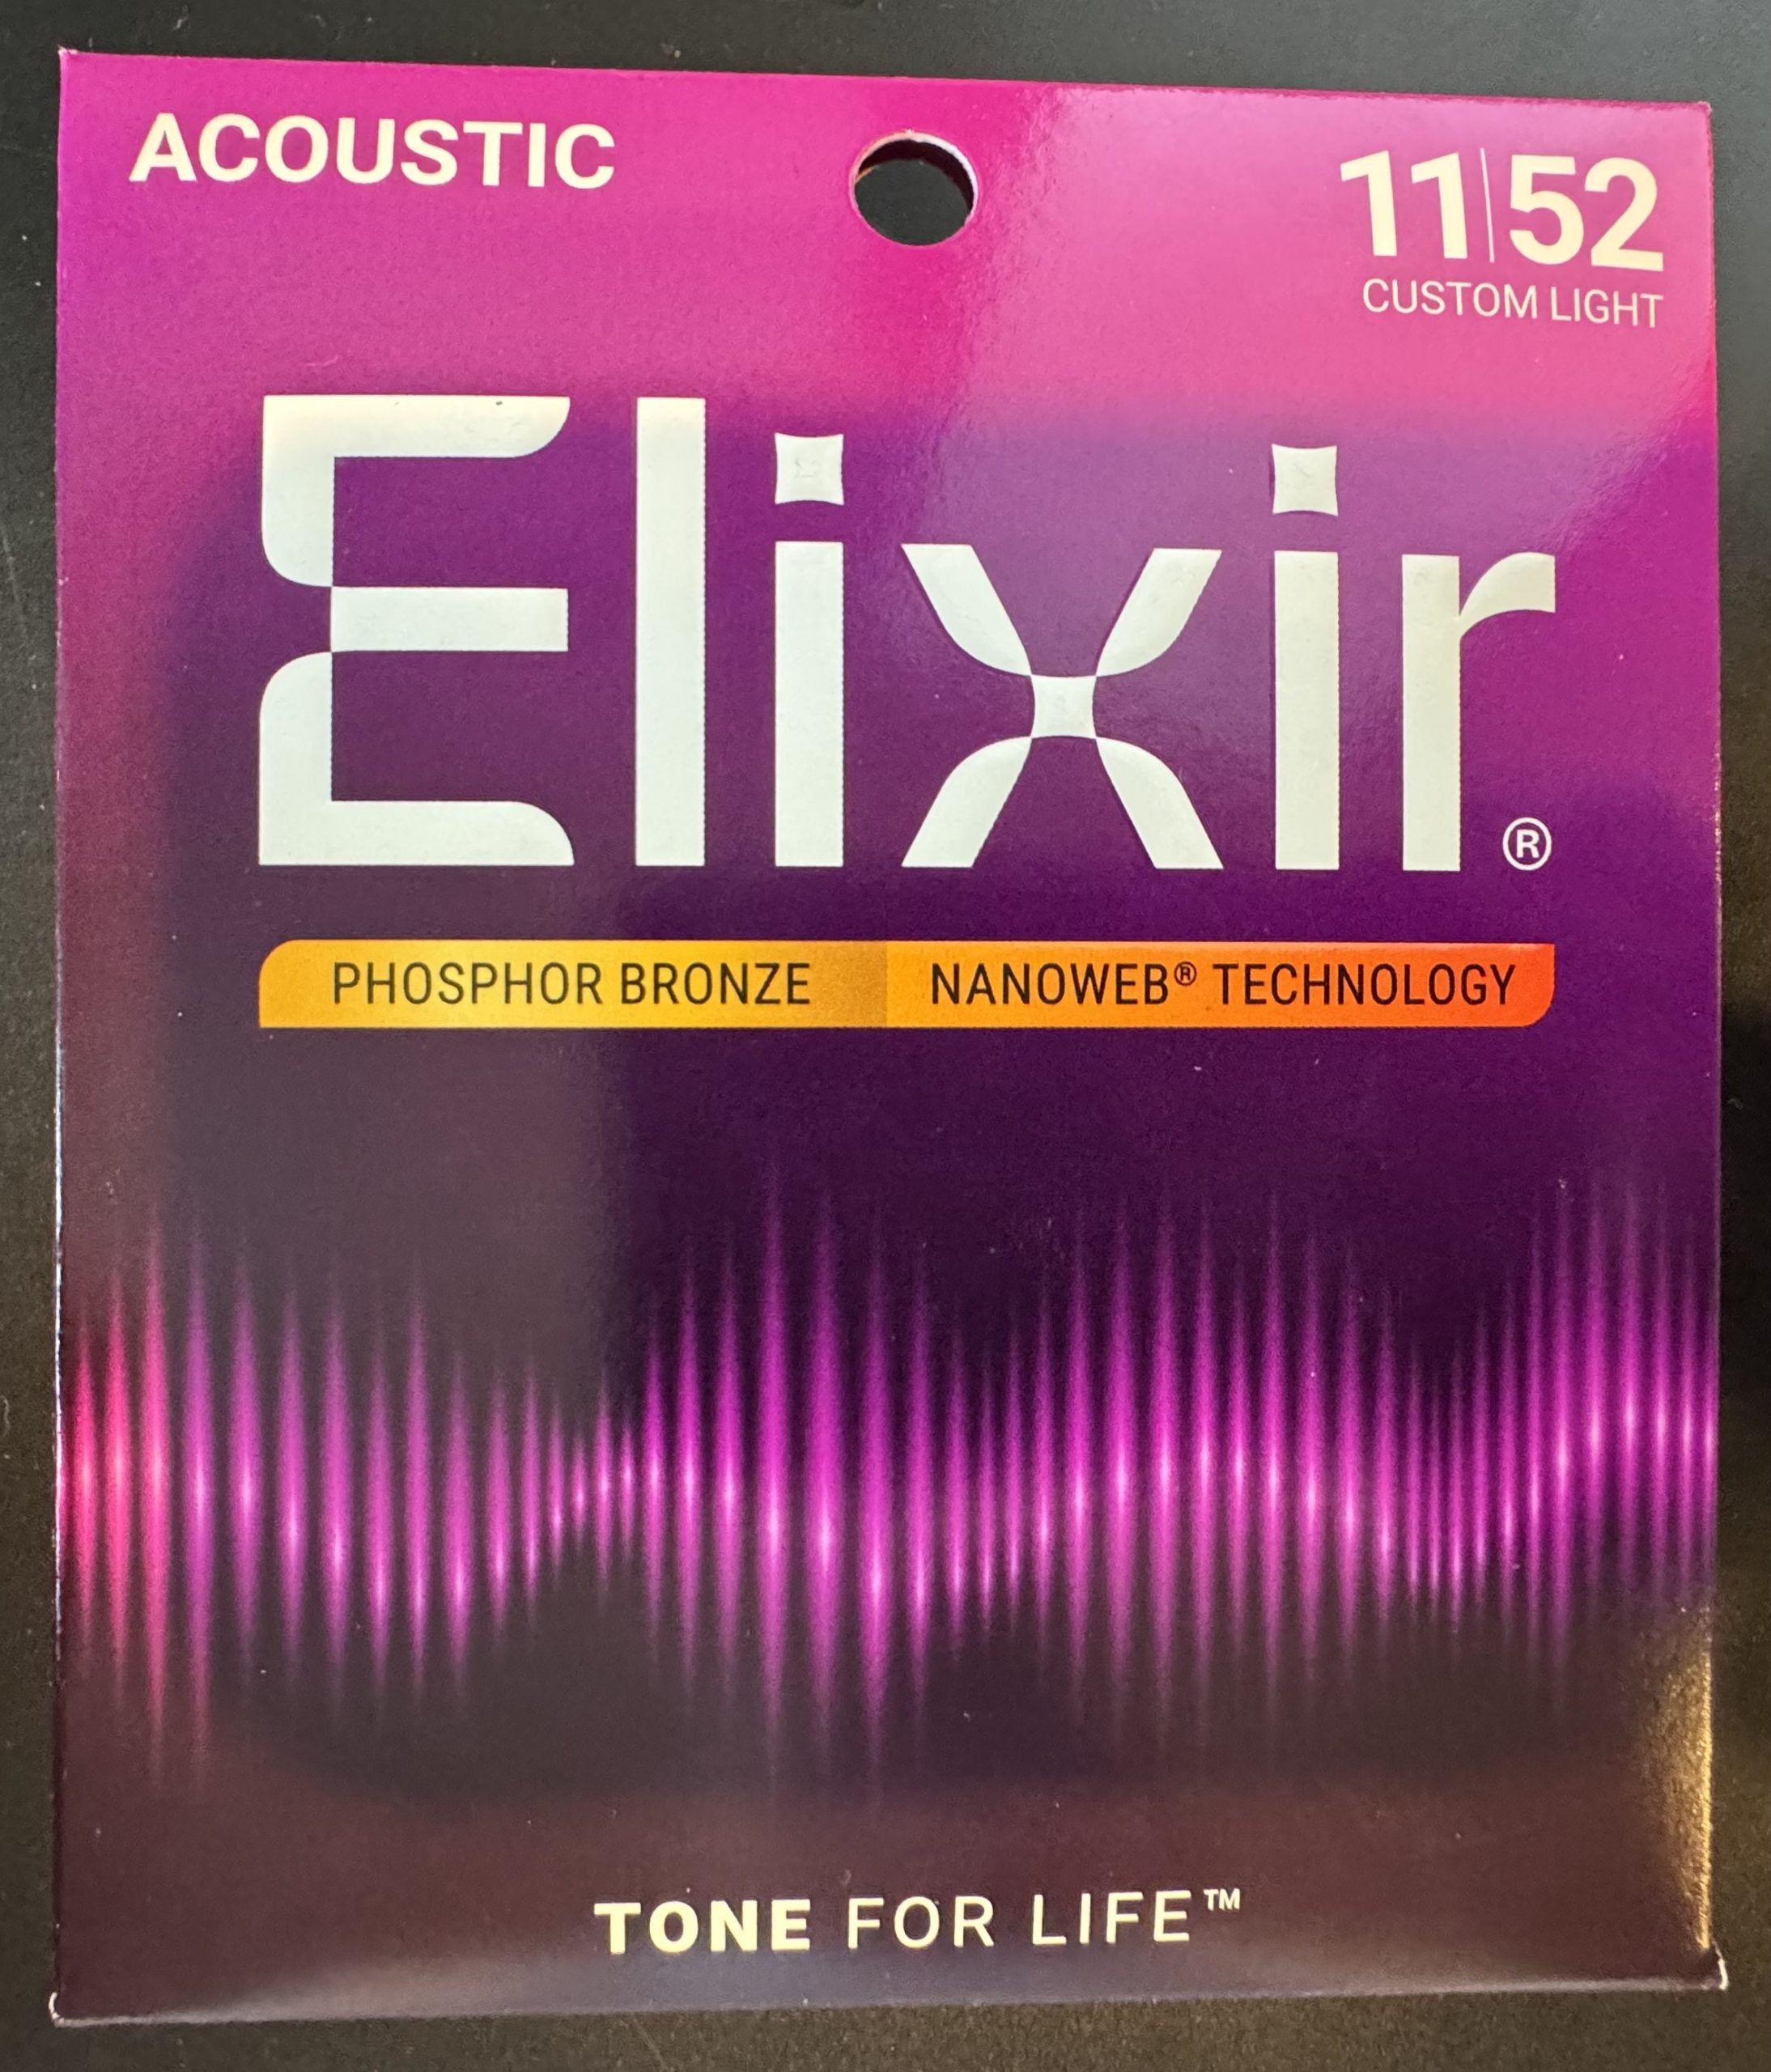 ACOUSTIC
11|52
CUSTOM LIGHT
Elixir®
PHOSPHOR BRONZE NANOWEB® TECHNOLOGY
TONE FOR LIFE™